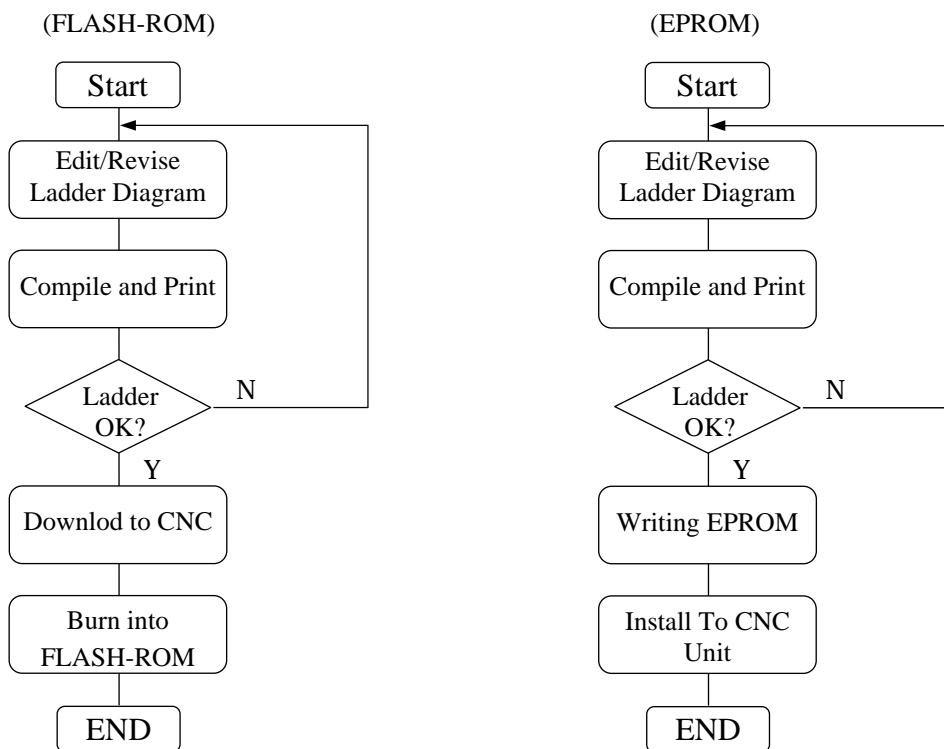 (FLASH-ROM)
Start
Edit/Revise
Ladder Diagram
Compile and Print
Ladder
OK?
N
Y
Downlod to CNC
Burn into
FLASH-ROM
END
(EPROM)
Start
Edit/Revise
Ladder Diagram
Compile and Print
Ladder
OK?
N
Y
Writing EPROM
Install To CNC
Unit
END